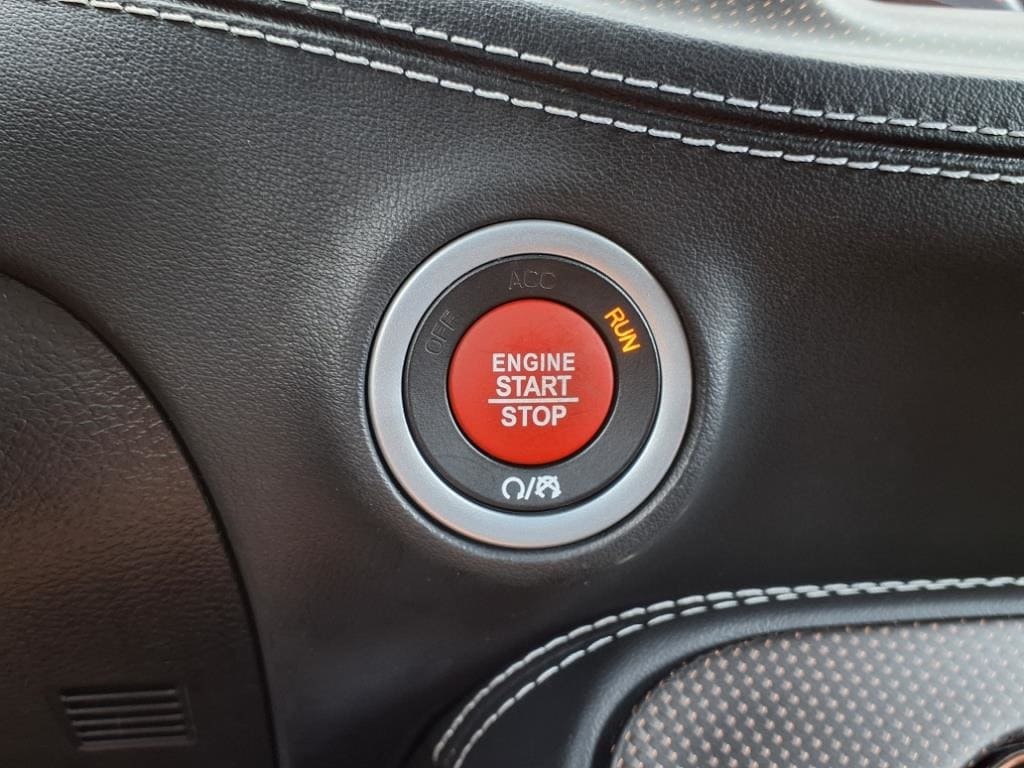 ACC
OFF
RUN
ENGINE
START
STOP